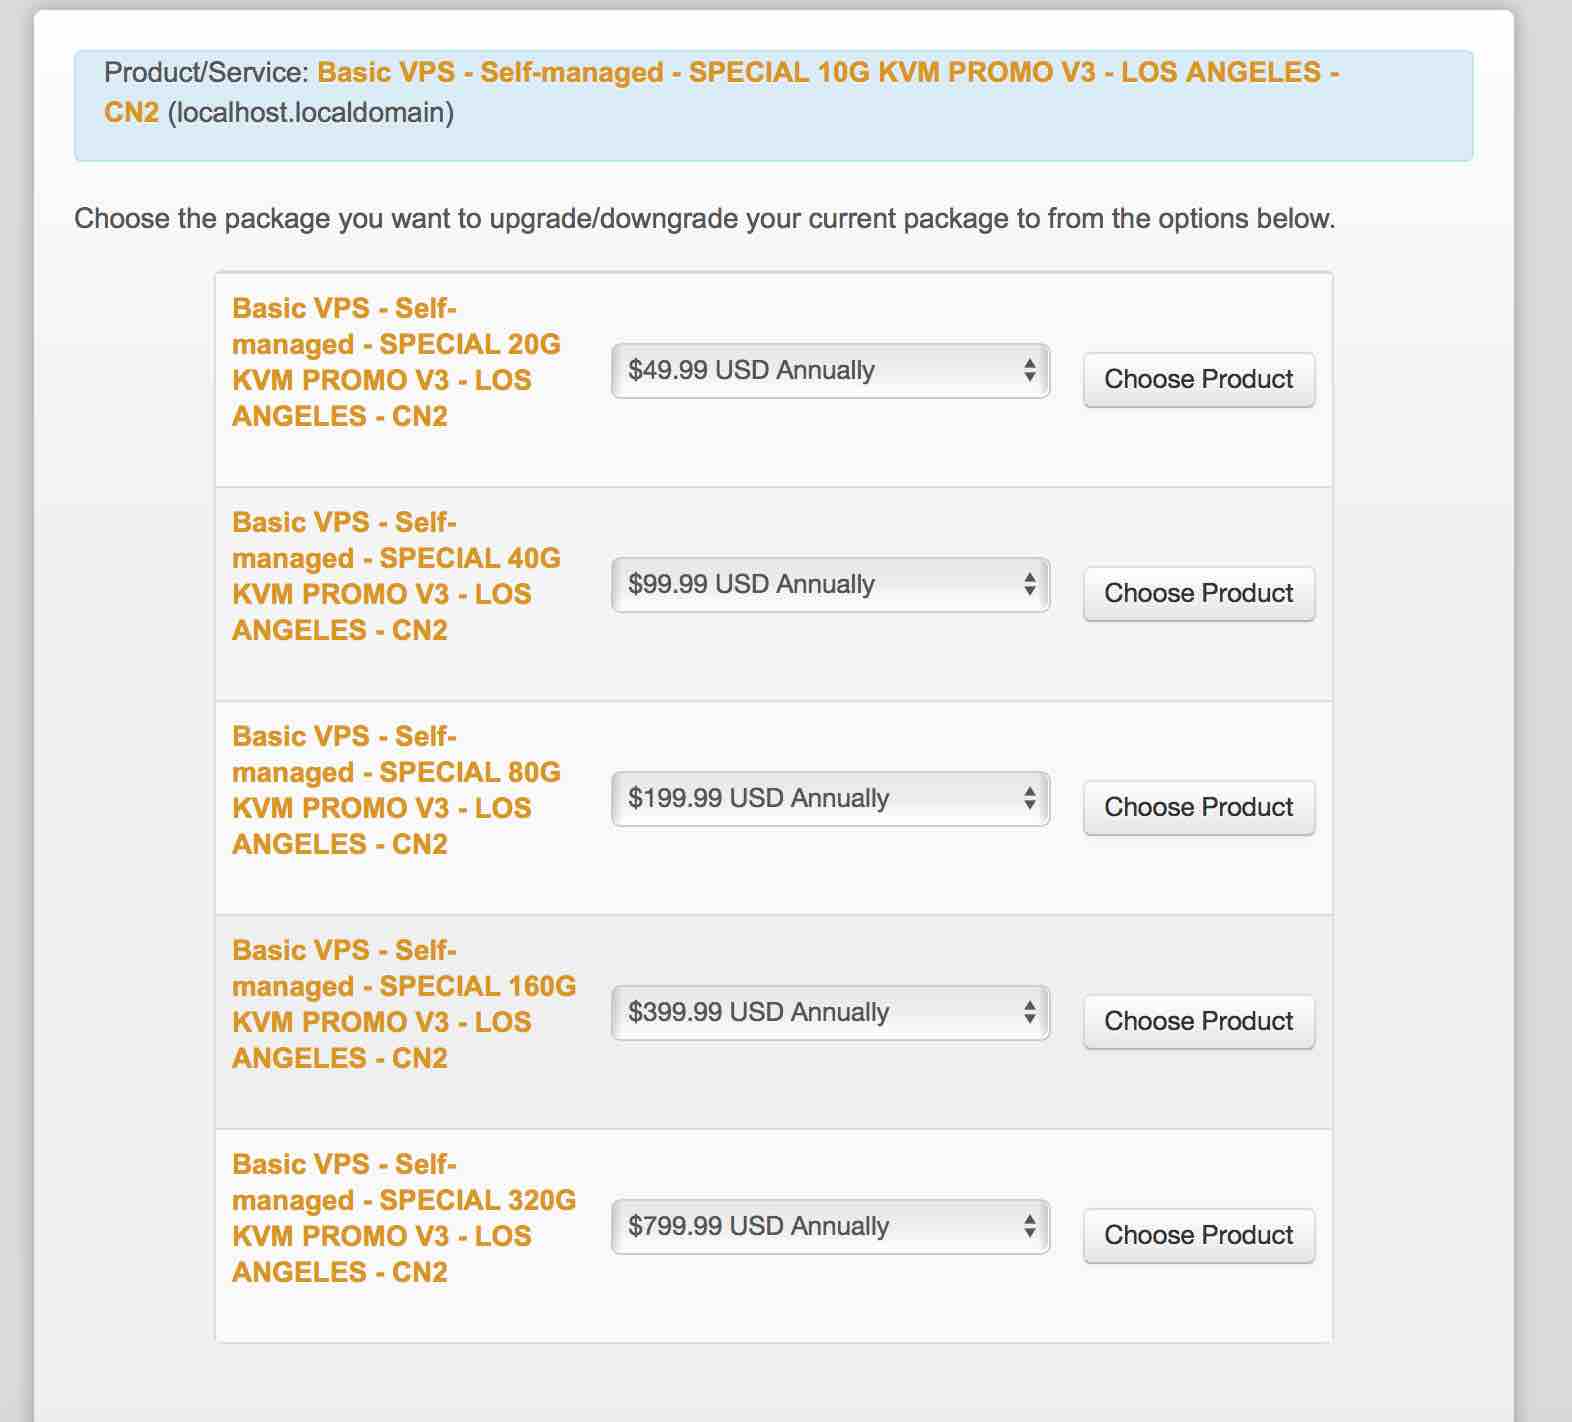 Product/Service: Basic VPS - Self-managed - SPECIAL 10G KVM PROMO V3 - LOS ANGELES -
CN2 (localhost.localdomain)
Choose the package you want to upgrade/downgrade your current package to from the options below.
Basic VPS - Self-
managed - SPECIAL 20G
KVM PROMO V3 - LOS
ANGELES - CN2
$49.99 USD Annually
Choose Product
Basic VPS - Self-
managed - SPECIAL 40G
KVM PROMO V3 - LOS
ANGELES - CN2
$99.99 USD Annually
Choose Product
Basic VPS - Self-
managed - SPECIAL 80G
KVM PROMO V3 - LOS
ANGELES - CN2
$199.99 USD Annually
Choose Product
Basic VPS - Self-
managed - SPECIAL 160G
KVM PROMO V3 - LOS
ANGELES - CN2
$399.99 USD Annually
Choose Product
Basic VPS - Self-
managed - SPECIAL 320G
KVM PROMO V3 - LOS
ANGELES - CN2
$799.99 USD Annually
Choose Product